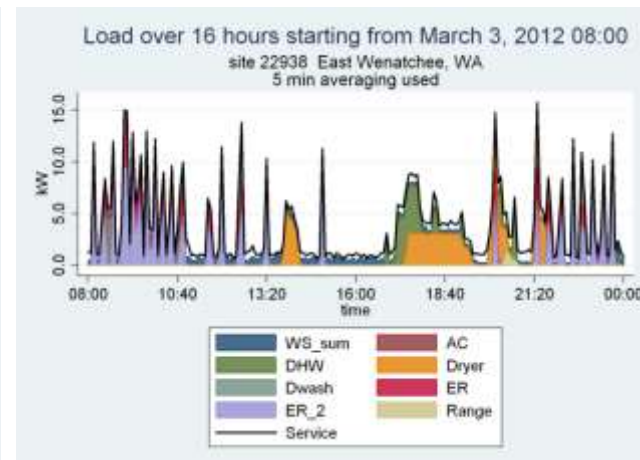 Load over 16 hours starting from March 3, 2012 08:00
site 22938 East Wenatchee, WA
5 min averaging used
kW
15.0
10.0
5.0
0.0
08:00 10:40 13:20 16:00 18:40 21:20 00:00
time
WS_sum AC
DHW Dryer
Dwash ER
ER_2 Range
Service